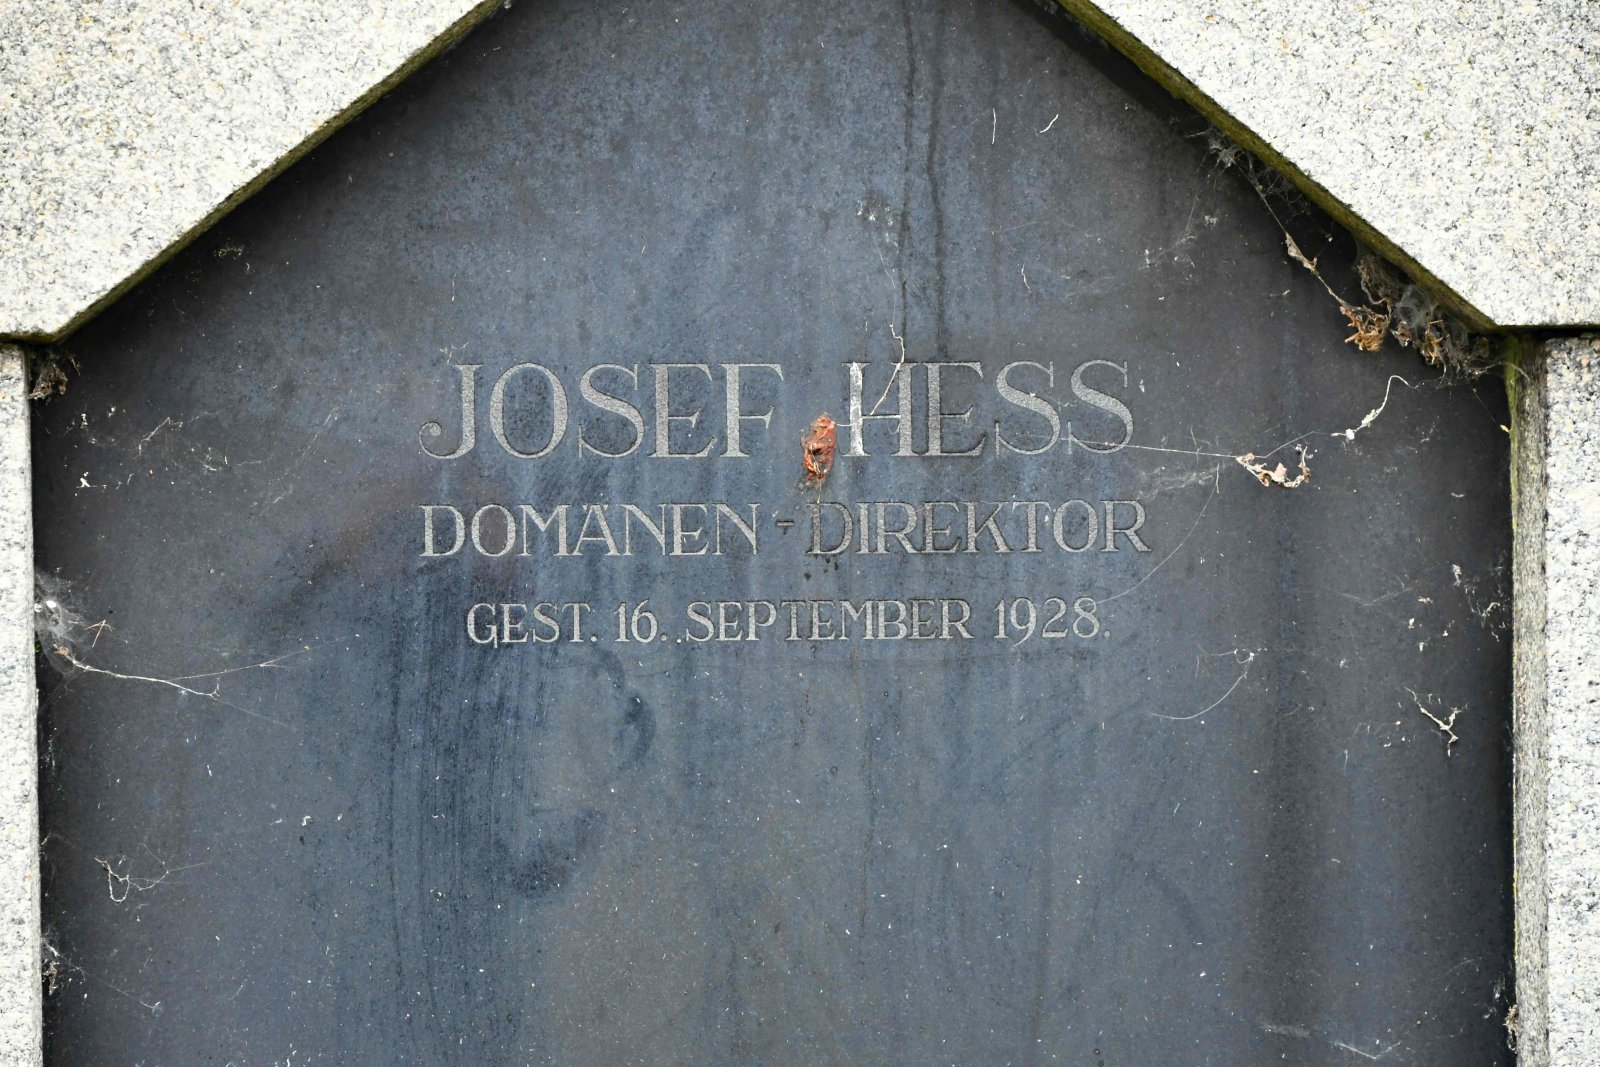 JOSEF HESS
DOMÄNEN-DIREKTOR
GEST. 16. SEPTEMBER 1928.